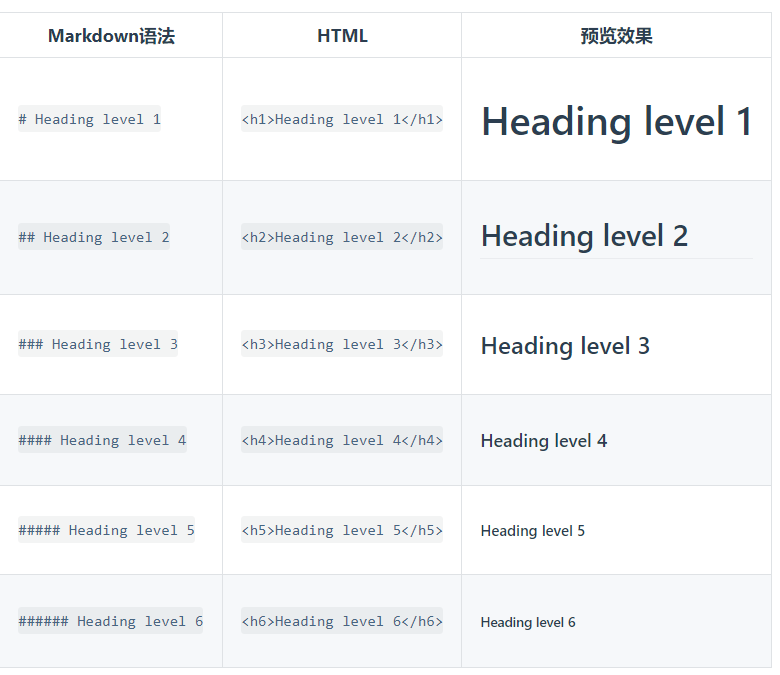 Markdown语法 HTML 预览效果
# Heading level 1 <h1>Heading level 1</h1> Heading level 1
## Heading level 2 <h2>Heading level 2</h2> Heading level 2
### Heading level 3 <h3>Heading level 3</h3> Heading level 3
#### Heading level 4 <h4>Heading level 4</h4> Heading level 4
##### Heading level 5 <h5>Heading level 5</h5> Heading level 5
###### Heading level 6 <h6>Heading level 6</h6> Heading level 6